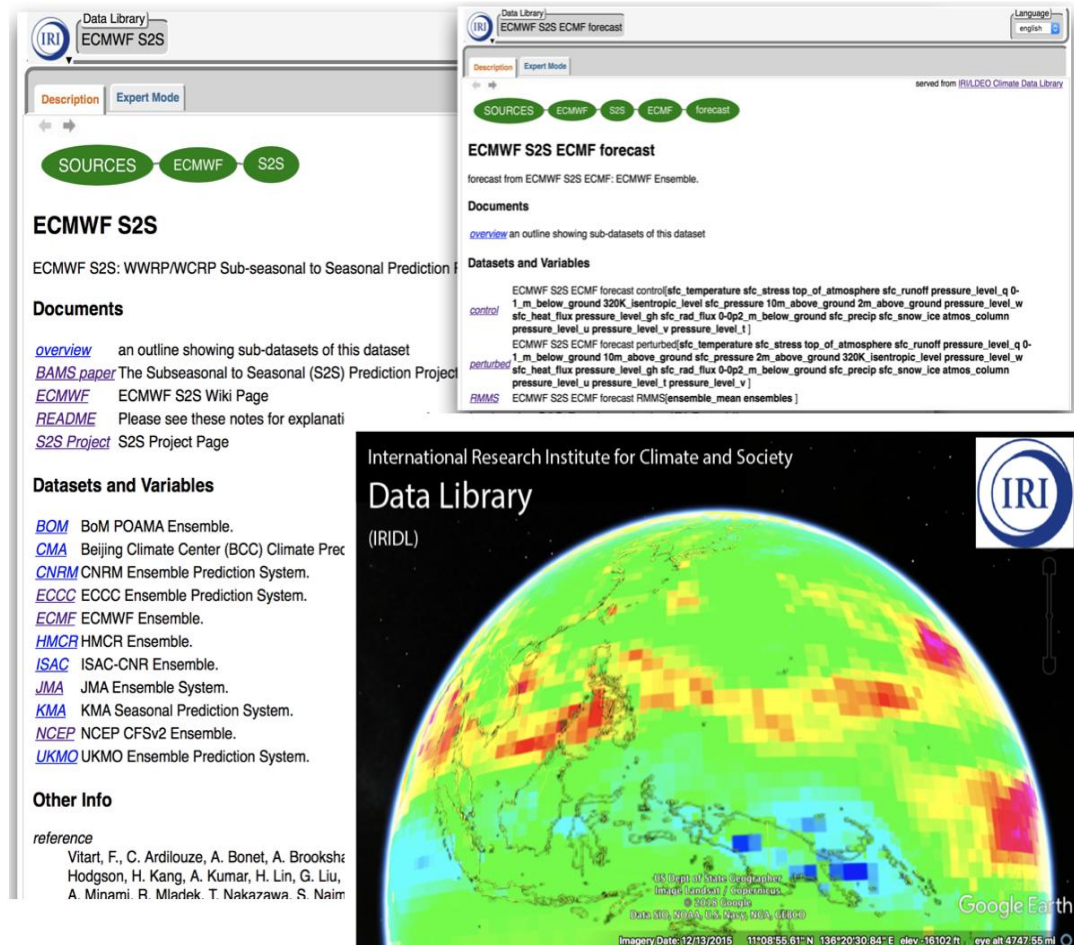 IRI
Data Library
ECMWF S2S
Description
Expert Mode
SOURCES
ECMWF
S2S
ECMWF S2S
ECMWF S2S: WWRP/WCRP Sub-seasonal to Seasonal Prediction
Documents
overview an outline showing sub-datasets of this dataset
BAMS paper The Subseasonal to Seasonal (S2S) Prediction Project
ECMWF ECMWF S2S Wiki Page
README Please see these notes for
S2S Project S2S Project Page
Datasets and Variables
BOM BoM POAMA Ensemble.
CMA Beijing Climate Center (BCC) Climate
CNRM CNRM Ensemble Prediction System.
ECCC ECCC Ensemble Prediction System.
ECMF ECMWF Ensemble.
HMCR HMCR Ensemble.
ISAC ISAC-CNR Ensemble.
JMA JMA Ensemble System.
KMA KMA Seasonal Prediction System.
NCEP NCEP CFSv2 Ensemble.
UKMO UKMO Ensemble Prediction System.
Other Info
reference
Vitart, F., C. Ardilouze, A. Bonet, A.
Hodgson, H. Kang, A. Kumar, H. Lin, G. Liu,
A. Minami, R. Mladek, T. Nakazawa, S.
IRI
Data Library
ECMWF S2S ECMF forecast
Language
english
Description
Expert Mode
served from IRI/LDEO Climate Data Library
SOURCES
ECMWF
S2S
ECMF
forecast
ECMWF S2S ECMF forecast
forecast from ECMWF S2S ECMF: ECMWF Ensemble.
Documents
overview an outline showing sub-datasets of this dataset
Datasets and Variables
ECMWF S2S ECMF forecast control[sfc_temperature sfc_stress top_of_atmosphere sfc_runoff pressure_level_q 0-
control 1_m_below_ground 320K_isentropic_level sfc_pressure 10m_above_ground 2m_above_ground pressure_level_w
sfc_heat_flux pressure_level_gh sfc_rad_flux 0-0p2_m_below_ground sfc_precip sfc_snow_ice atmos_column
pressure_level_u pressure_level_v pressure_level_t ]
ECMWF S2S ECMF forecast perturbed[sfc_temperature sfc_stress top_of_atmosphere sfc_runoff pressure_level_q 0-
perturbed 1_m_below_ground 10m_above_ground sfc_pressure 2m_above_ground 320K_isentropic_level pressure_level_w
sfc_heat_flux pressure_level_gh sfc_rad_flux 0-0p2_m_below_ground sfc_precip sfc_snow_ice atmos_column
pressure_level_u pressure_level_t pressure_level_v ]
RMMS ECMWF S2S ECMF forecast RMMS[ensemble_mean ensembles ]
International Research Institute for Climate and Society
Data Library
(IRIDL)
IRI
US Dept of State Geographer
Image Landsat / Copernicus
© 2018 Google
Data SIO, NOAA, U.S. Navy, NGA, GEBCO
Google Earth
Imagery Date: 12/13/2015 11°08'55.61" N 136°20'30.84" E elev -16102 ft eye alt 4747.55 mi